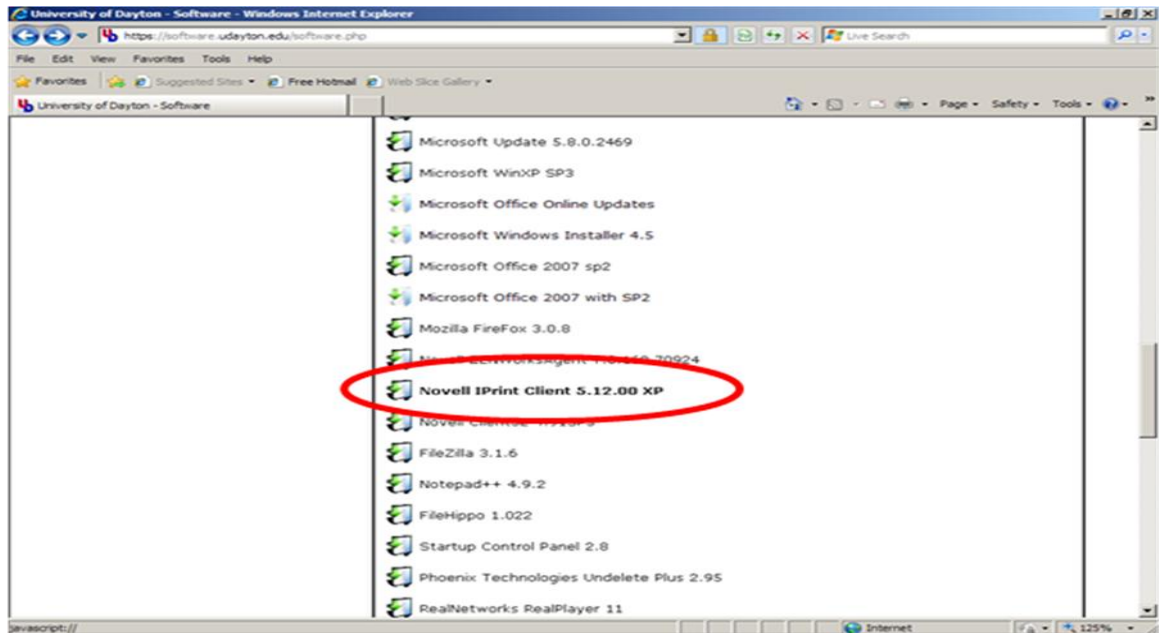 University of Dayton - Software - Windows Internet Explorer
https://software.udayton.edu/software.php
Live Search
File Edit View Favorites Tools Help
Favorites Suggested Sites Free Hotmail Web Slice Gallery
University of Dayton - Software
Page Safety Tools
Microsoft Update 5.8.0.2469
Microsoft WinXP SP3
Microsoft Office Online Updates
Microsoft Windows Installer 4.5
Microsoft Office 2007 sp2
Microsoft Office 2007 with SP2
Mozilla FireFox 3.0.8
70924
Novell IPrint Client 5.12.00 XP
Novell
FileZilla 3.1.6
Notepad++ 4.9.2
FileHippo 1.022
Startup Control Panel 2.8
Phoenix Technologies Undelete Plus 2.95
RealNetworks RealPlayer 11
javascript://
Internet
125%